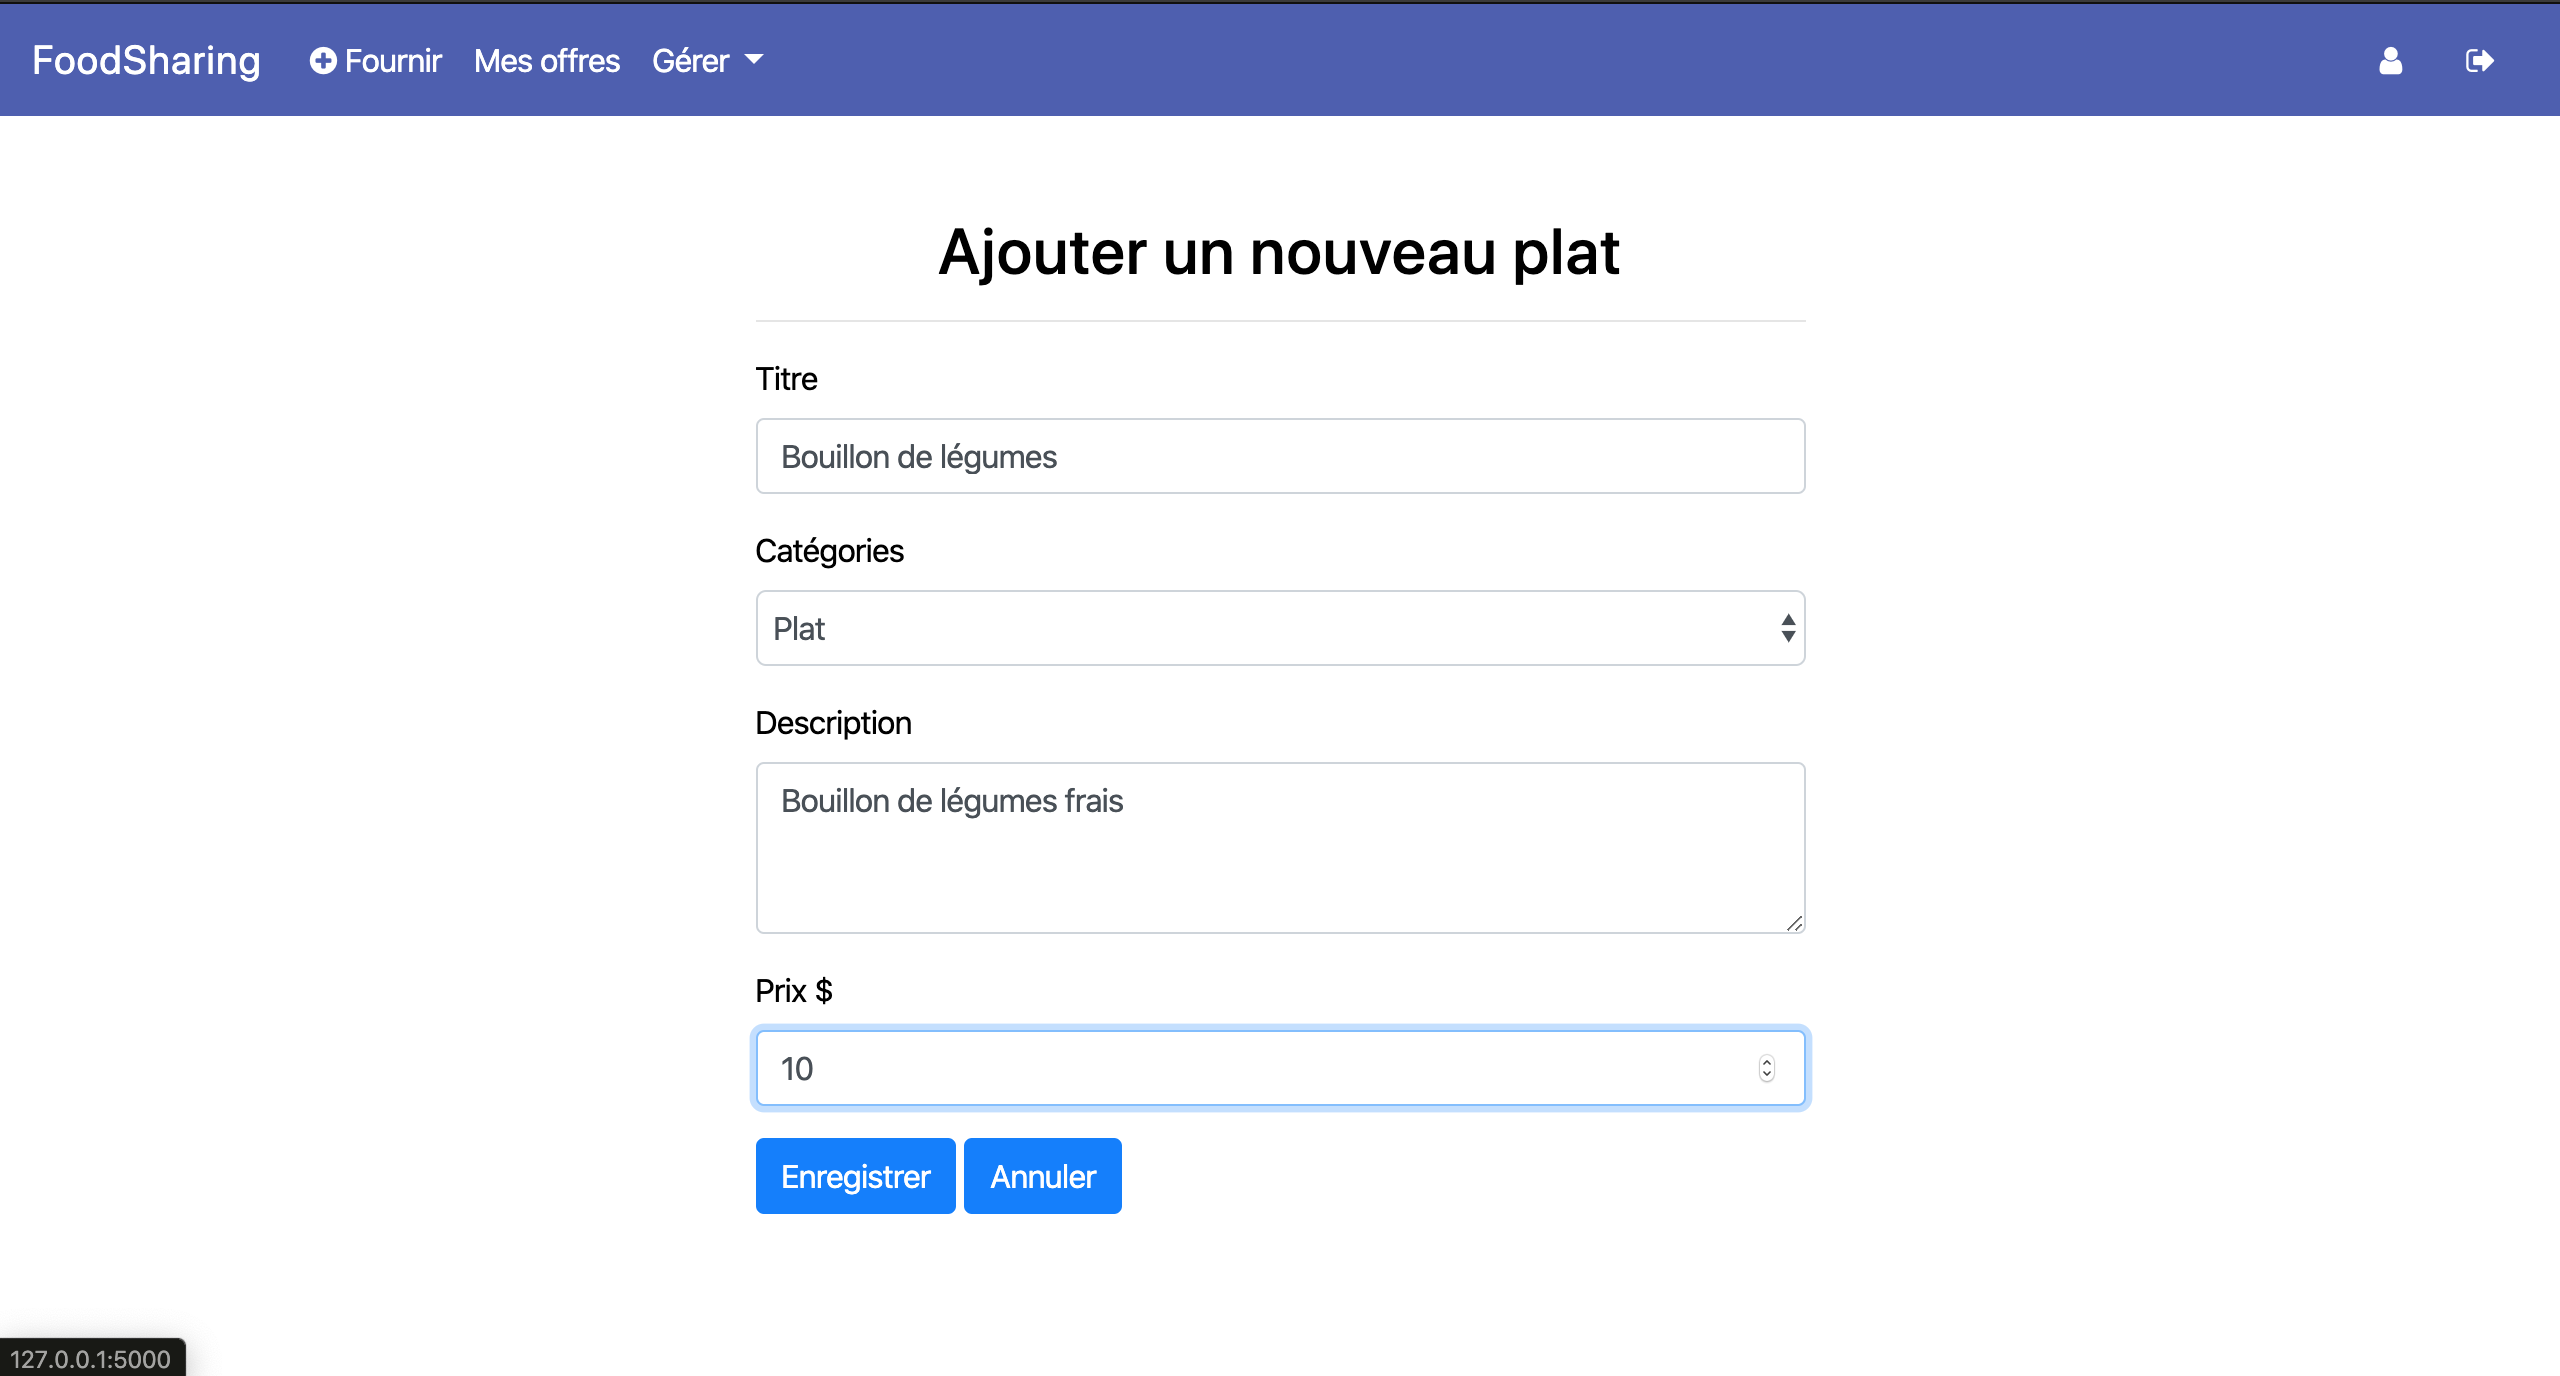 FoodSharing Fournir Mes offres Gérer
Ajouter un nouveau plat
Titre
Bouillon de légumes
Catégories
Plat
Description
Bouillon de légumes frais
Prix $
10
Enregistrer Annuler
127.0.0.1:5000